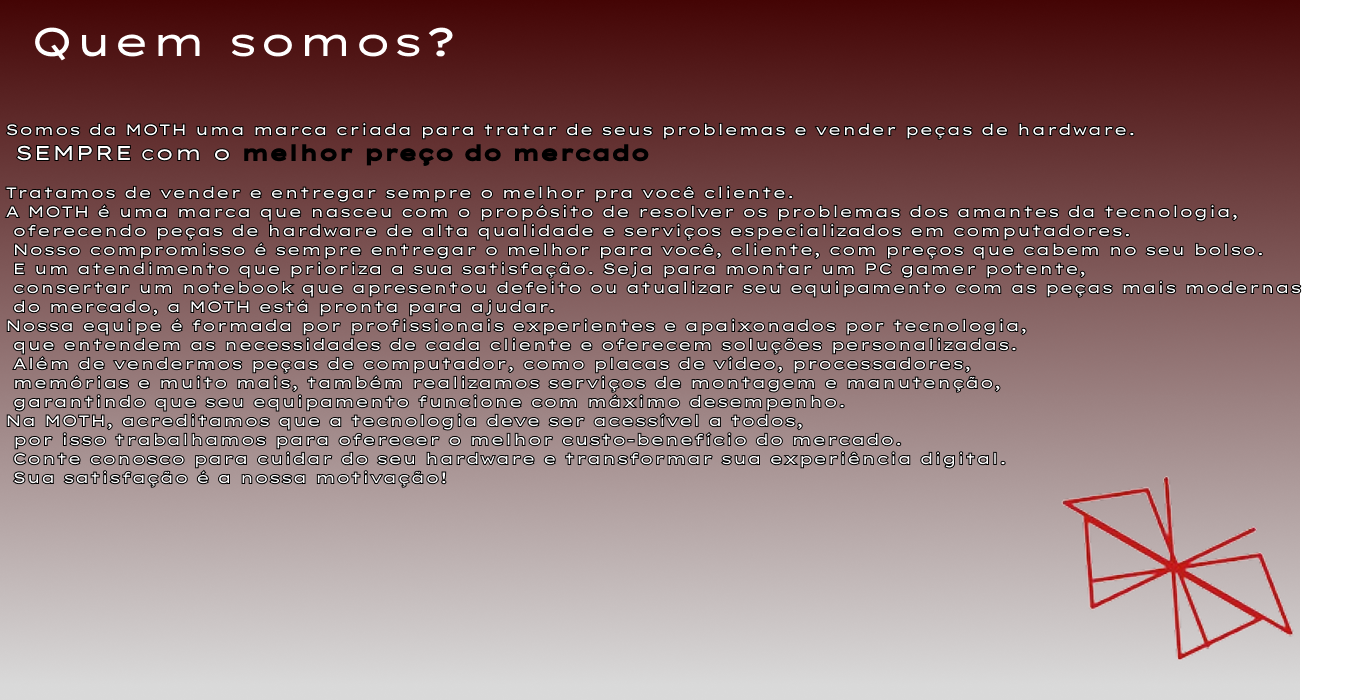 Quem somos?
Somos da MOTH uma marca criada para tratar de seus problemas e vender peças de hardware.
SEMPRE com o melhor preço do mercado
Tratamos de vender e entregar sempre o melhor pra você cliente.
A MOTH é uma marca que nasceu com o propósito de resolver os problemas dos amantes da tecnologia,
oferecendo peças de hardware de alta qualidade e serviços especializados em computadores.
Nosso compromisso é sempre entregar o melhor para você, cliente, com preços que cabem no seu bolso.
E um atendimento que prioriza a sua satisfação. Seja para montar um PC gamer potente,
consertar um notebook que apresentou defeito ou atualizar seu equipamento com as peças mais modernas
do mercado, a MOTH está pronta para ajudar.
Nossa equipe é formada por profissionais experientes e apaixonados por tecnologia,
que entendem as necessidades de cada cliente e oferecem soluções personalizadas.
Além de vendermos peças de computador, como placas de vídeo, processadores,
memórias e muito mais, também realizamos serviços de montagem e manutenção,
garantindo que seu equipamento funcione com máximo desempenho.
Na MOTH, acreditamos que a tecnologia deve ser acessível a todos,
por isso trabalhamos para oferecer o melhor custo-benefício do mercado.
Conte conosco para cuidar do seu hardware e transformar sua experiência digital.
Sua satisfação é a nossa motivação!